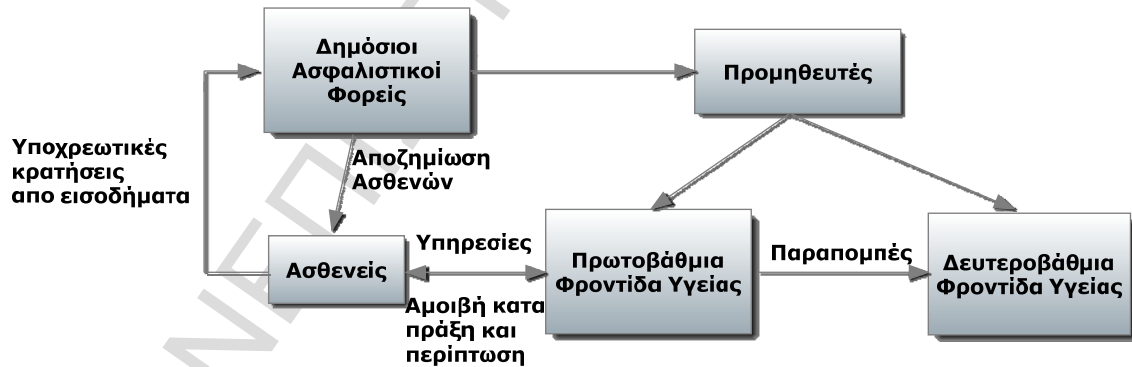 Δημόσιοι
Ασφαλιστικοί
Φορείς
Προμηθευτές
Υποχρεωτικές
κρατήσεις
απο εισοδήματα
Αποζημίωση
Ασθενών
Ασθενείς
Υπηρεσίες
Αμοιβή κατα
πράξη και
περίπτωση
Πρωτοβάθμια
Φροντίδα Υγείας
Παραπομπές
Δευτεροβάθμια
Φροντίδα Υγείας